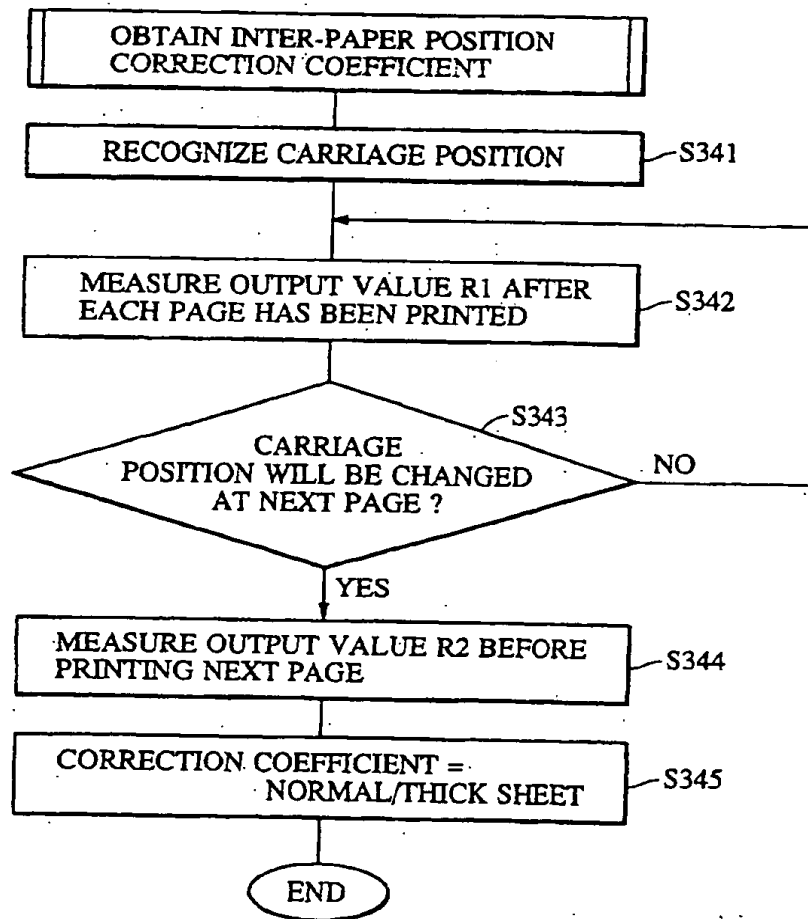 OBTAIN INTER-PAPER POSITION
CORRECTION COEFFICIENT
RECOGNIZE CARRIAGE POSITION
S341
MEASURE OUTPUT VALUE R1 AFTER
EACH PAGE HAS BEEN PRINTED
S342
S343
CARRIAGE
POSITION WILL BE CHANGED
AT NEXT PAGE ?
NO
YES
MEASURE OUTPUT VALUE R2 BEFORE
PRINTING NEXT PAGE
S344
CORRECTION COEFFICIENT =
NORMAL/THICK SHEET
S345
END